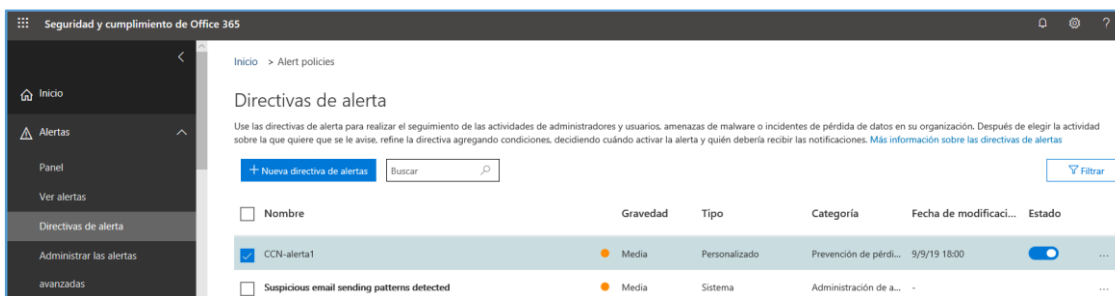 Seguridad y cumplimiento de Office 365
?
Inicio > Alert policies
Inicio
Directivas de alerta
Alertas
Use las directivas de alerta para realizar el seguimiento de las actividades de administradores y usuarios, amenazas de malware o incidentes de pérdida de datos en su organización. Después de elegir la actividad
sobre la que quiere que se le avise, refine la directiva agregando condiciones, decidiendo cuándo activar la alerta y quién debería recibir las notificaciones. Más información sobre las directivas de alertas
Panel
+ Nueva directiva de alertas Buscar Filtrar
Ver alertas
Directivas de alerta
Nombre Gravedad Tipo Categoría Fecha de modificaci... Estado
Administrar las alertas
avanzadas
CCN-alerta1 Media Personalizado Prevención de pérdi... 9/9/19 18:00 ...
Suspicious email sending patterns detected Media Sistema Administración de a... - ...